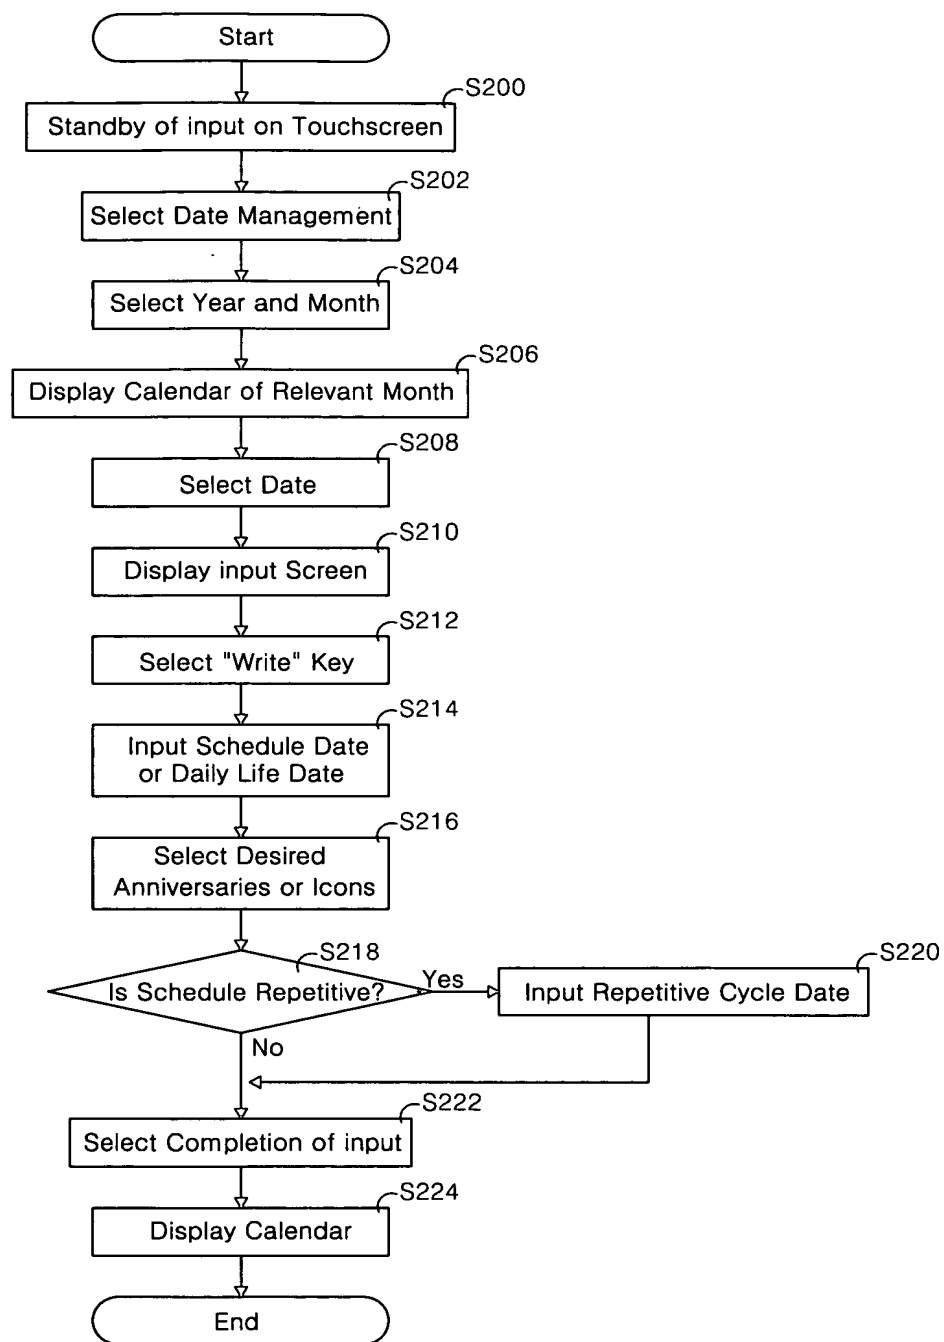 Start
S200
Standby of input on Touchscreen
S202
Select Date Management
S204
Select Year and Month
S206
Display Calendar of Relevant Month
S208
Select Date
S210
Display input Screen
S212
Select "Write" Key
S214
Input Schedule Date
or Daily Life Date
S216
Select Desired
Anniversaries or Icons
S218
Is Schedule Repetitive?
Yes
S220
Input Repetitive Cycle Date
No
S222
Select Completion of input
S224
Display Calendar
End